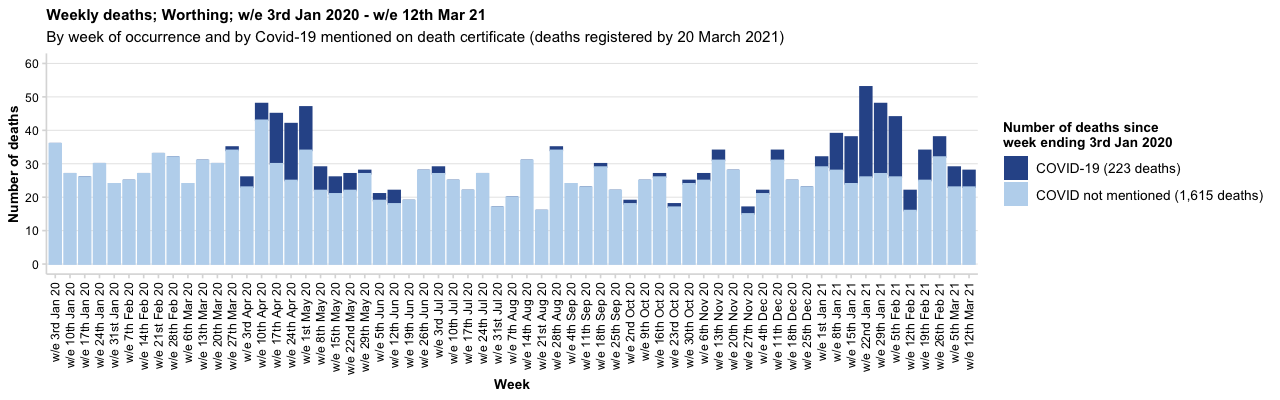 Weekly deaths; Worthing; w/e 3rd Jan 2020 - w/e 12th Mar 21
By week of occurrence and by Covid-19 mentioned on death certificate (deaths registered by 20 March 2021)
Number of deaths
60
50
40
30
20
10
0
w/e 3rd Jan 20
w/e 10th Jan 20
w/e 17th Jan 20
w/e 24th Jan 20
w/e 31st Jan 20
w/e 7th Feb 20
w/e 14th Feb 20
w/e 21st Feb 20
w/e 28th Feb 20
w/e 6th Mar 20
w/e 13th Mar 20
w/e 20th Mar 20
w/e 27th Mar 20
w/e 3rd Apr 20
w/e 10th Apr 20
w/e 17th Apr 20
w/e 24th Apr 20
w/e 1st May 20
w/e 8th May 20
w/e 15th May 20
w/e 22nd May 20
w/e 29th May 20
w/e 5th Jun 20
w/e 12th Jun 20
w/e 19th Jun 20
w/e 26th Jun 20
w/e 3rd Jul 20
w/e 10th Jul 20
w/e 17th Jul 20
w/e 24th Jul 20
w/e 31st Jul 20
w/e 7th Aug 20
w/e 14th Aug 20
w/e 21st Aug 20
w/e 28th Aug 20
w/e 4th Sep 20
w/e 11th Sep 20
w/e 18th Sep 20
w/e 25th Sep 20
w/e 2nd Oct 20
w/e 9th Oct 20
w/e 16th Oct 20
w/e 23rd Oct 20
w/e 30th Oct 20
w/e 6th Nov 20
w/e 13th Nov 20
w/e 20th Nov 20
w/e 27th Nov 20
w/e 4th Dec 20
w/e 11th Dec 20
w/e 18th Dec 20
w/e 25th Dec 20
w/e 1st Jan 21
w/e 8th Jan 21
w/e 15th Jan 21
w/e 22nd Jan 21
w/e 29th Jan 21
w/e 5th Feb 21
w/e 12th Feb 21
w/e 19th Feb 21
w/e 26th Feb 21
w/e 5th Mar 21
w/e 12th Mar 21
Week
Number of deaths since
week ending 3rd Jan 2020
COVID-19 (223 deaths)
COVID not mentioned (1,615 deaths)